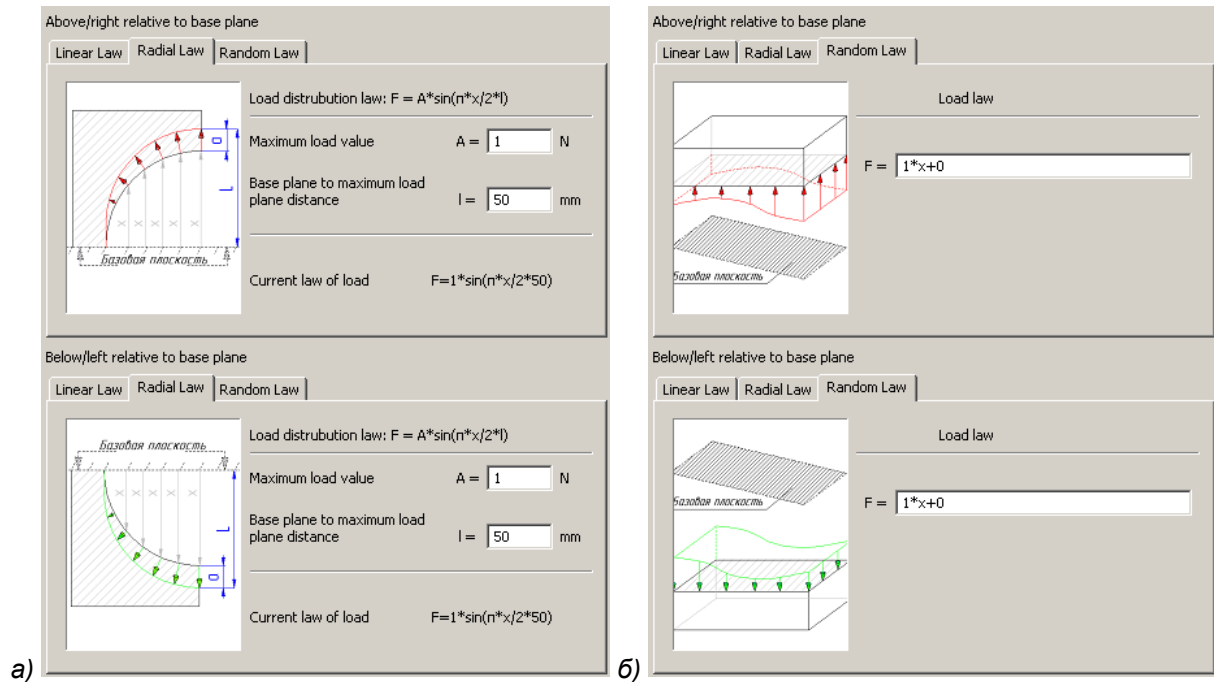 Above/right relative to base plane
Linear Law Radial Law Random Law
Load distrubution law: F = A*sin(п*x/2*l)
Maximum load value A = 1 N
Base plane to maximum load
plane distance l = 50 mm
Current law of load F=1*sin(п*x/2*50)
a
L
x x x x x
Базовая плоскость
Below/left relative to base plane
Linear Law Radial Law Random Law
Базовая плоскость
x x x x x
L
a
Load distrubution law: F = A*sin(п*x/2*l)
Maximum load value A = 1 N
Base plane to maximum load
plane distance l = 50 mm
Current law of load F=1*sin(п*x/2*50)
а)
Above/right relative to base plane
Linear Law Radial Law Random Law
Load law
F = 1*x+0
Базовая плоскость
Below/left relative to base plane
Linear Law Radial Law Random Law
Load law
F = 1*x+0
Базовая плоскость
б)